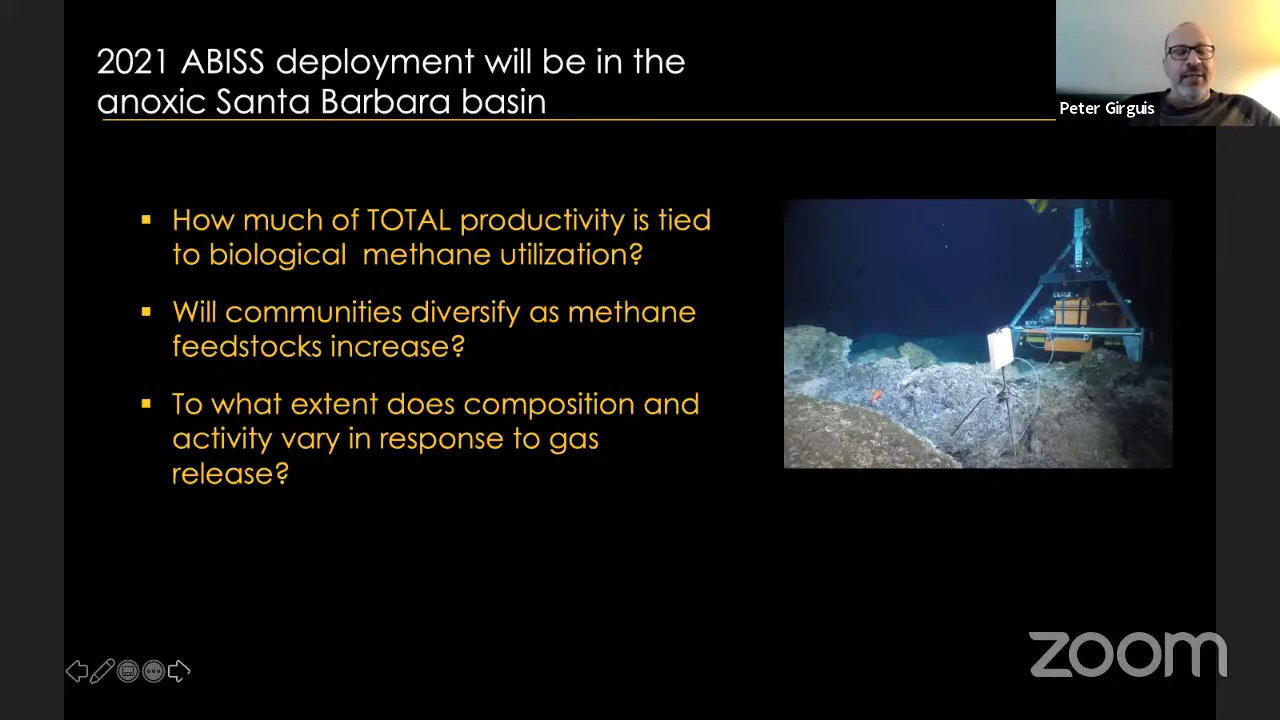 2021 ABISS deployment will be in the
anoxic Santa Barbara basin
Peter Girguis
▪ How much of TOTAL productivity is tied
to biological  methane utilization?
▪ Will communities diversify as methane
feedstocks increase?
▪ To what extent does composition and
activity vary in response to gas
release?
zoom